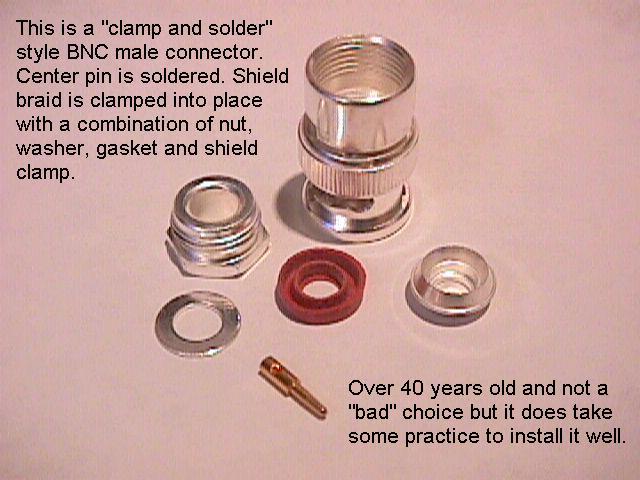 This is a "clamp and solder"
style BNC male connector.
Center pin is soldered. Shield
braid is clamped into place
with a combination of nut,
washer, gasket and shield
clamp.
Over 40 years old and not a
"bad" choice but it does take
some practice to install it well.